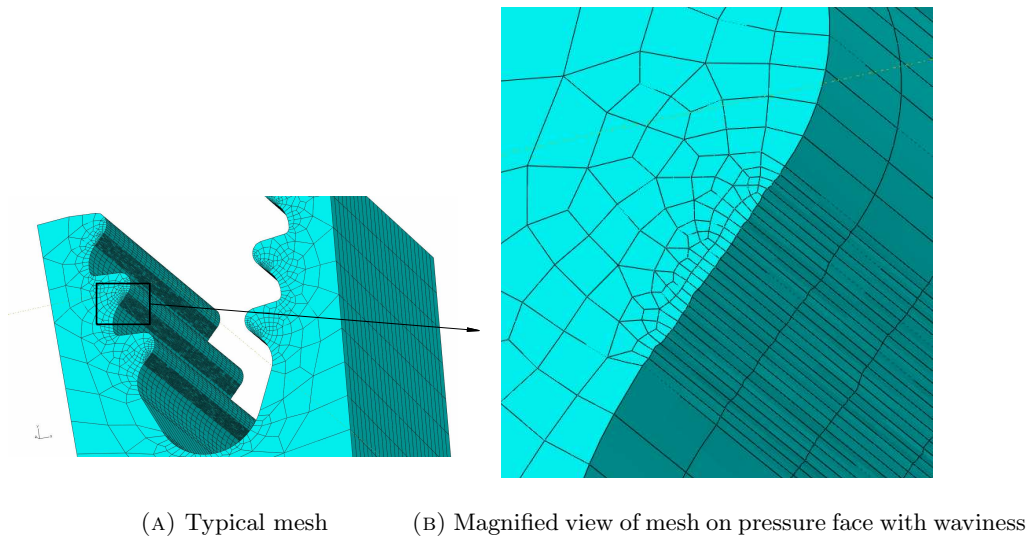 (A) Typical mesh
(B) Magnified view of mesh on pressure face with waviness